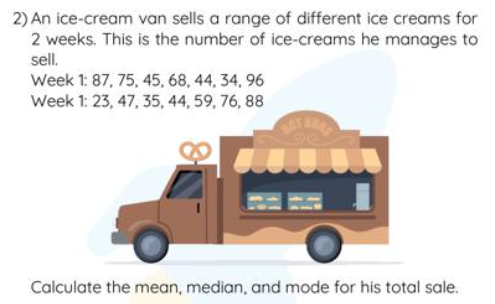 2) An ice-cream van sells a range of different ice creams for
2 weeks. This is the number of ice-creams he manages to
sell.
Week 1: 87, 75, 45, 68, 44, 34, 96
Week 1: 23, 47, 35, 44, 59, 76, 88
Calculate the mean, median, and mode for his total sale.